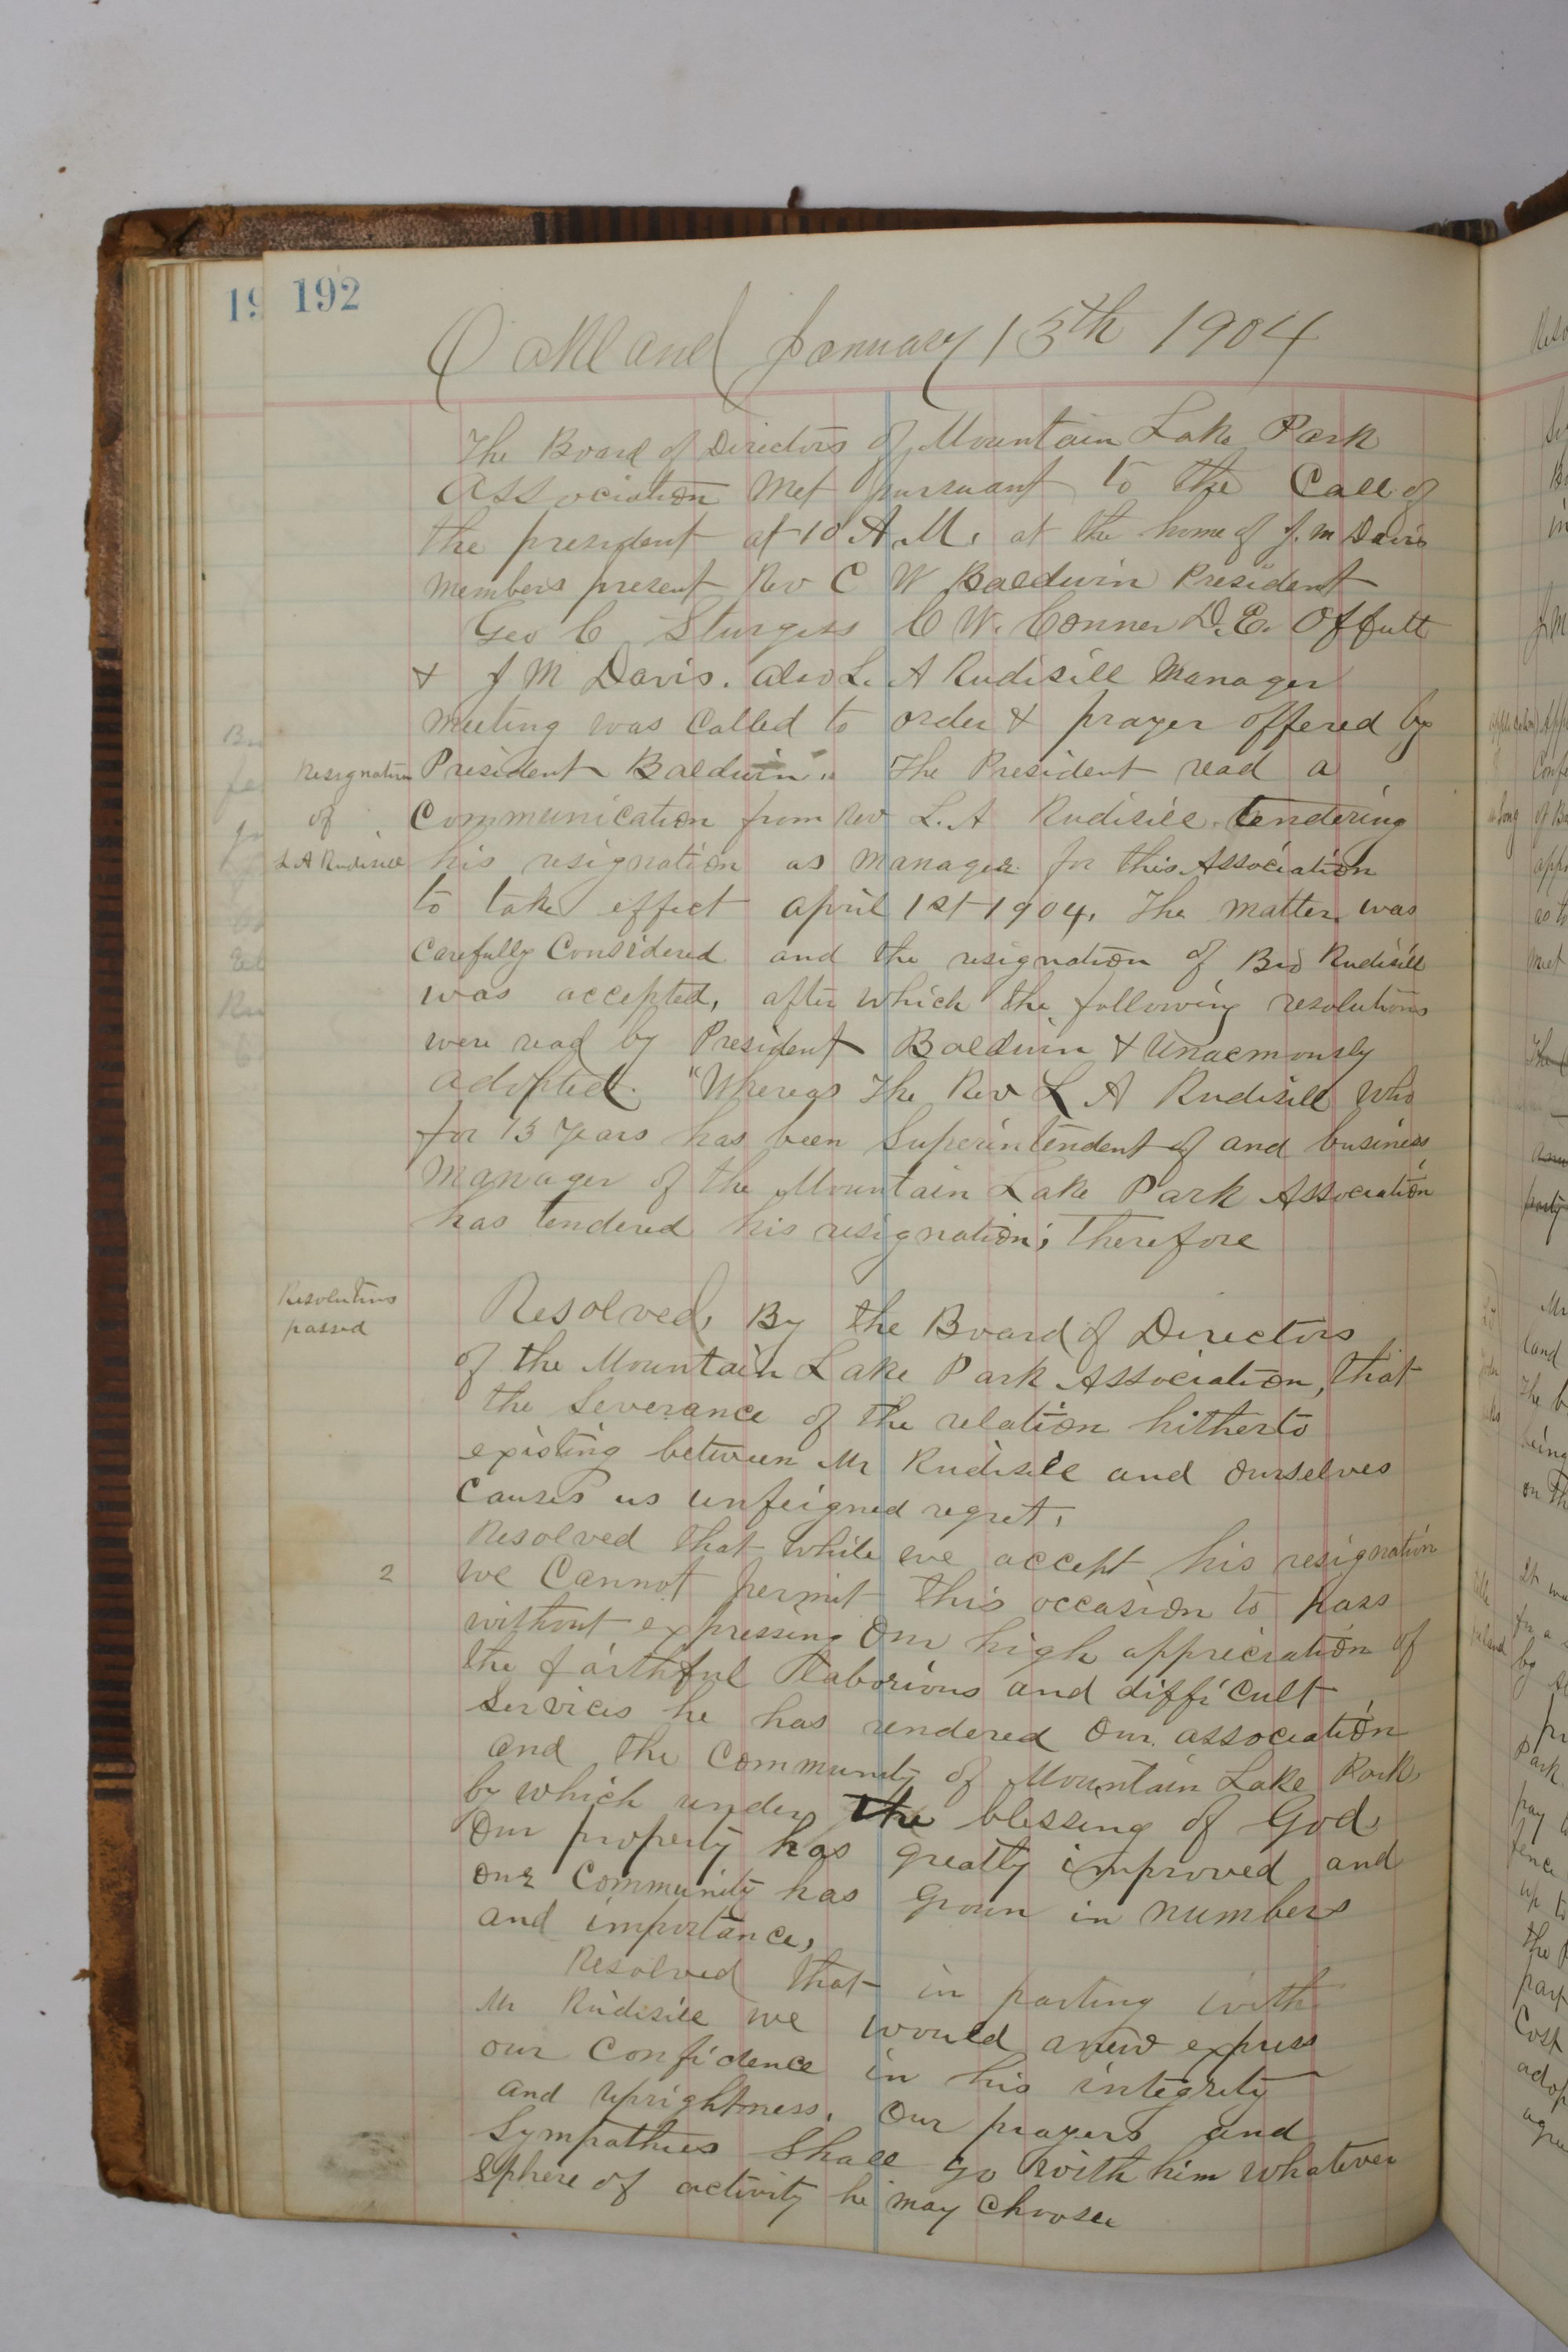 192
Oakland January 15th 1904
The Board of Directors of Mountain Lake Park
Association Met pursuant to the Call of
the president at 10 A.M. at the home of J. M Davis
members present Rev C W Baldwin President
Geo C Sturgiss C W. Conner D. E. Offutt
& J M Davis. also L. A Rudisill Manager
meeting was Called to order & prayer offered by
Resignation
of
L A Rudisill
President Baldwin. The President read a
Communication from Rev L. A Rudisill tendering
his resignation as manager for this Association
to take effect april 1st 1904. The matter was
Carefully Considered and the resignation of Bro Rudisill
was accepted, after which the following resolutions
were read by President Baldwin & Unaemously
adopted. "Whereas The Rev L A Rudisill who
for 15 years has been Superintendent of and business
Manager of the Mountain Lake Park Association
has tendered his resignation; Therefore
Resolutions
passed
Resolved, By the Board of Directors
of the Mountain Lake Park Association, that
the Severance of the relation hitherto
existing between Mr Rudisill and Ourselves
Causes us unfeigned regret.
2
Resolved that while we accept his resignation
we Cannot permit this occasion to pass
without expressing Our high appreciation of
the faithful laborious and difficult
Services he has rendered Our association
and the Community of Mountain Lake Park
by which under the blessing of God
Our property has greatly improved and
our Community has grown in numbers
and importance,
Resolved that in parting with
Mr Rudisill we would anew express
our Confidence in his integrity
and uprightness. Our prayers and
Sympathies Shall go with him whatever
Sphere of activity he may choose